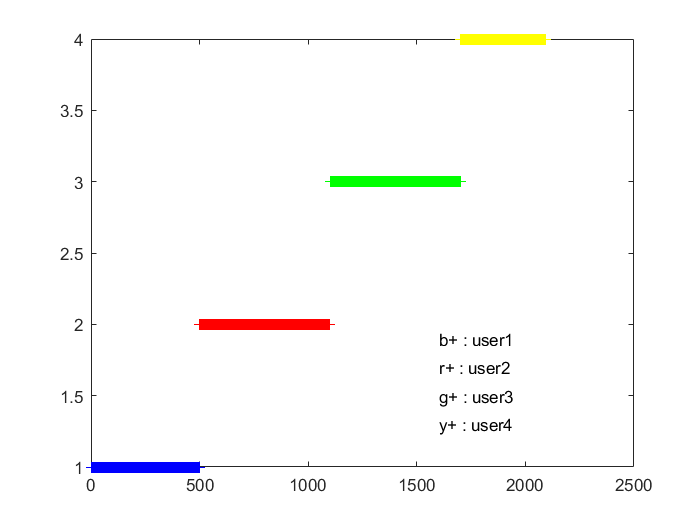 4
3.5
3
2.5
2
1.5
1
b+ : user1
r+ : user2
g+ : user3
y+ : user4
0 500 1000 1500 2000 2500